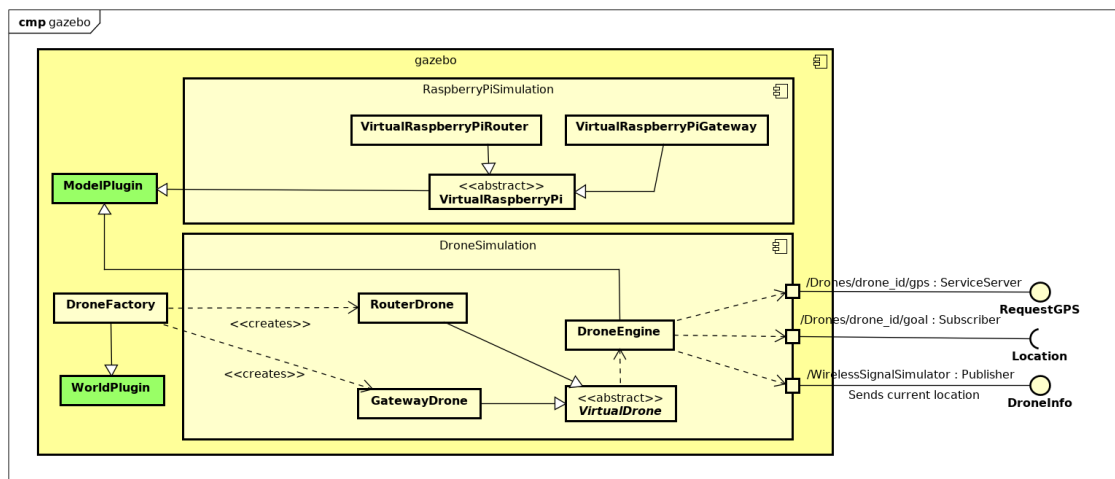 cmp gazebo
gazebo
RaspberryPiSimulation
VirtualRaspberryPiRouter
VirtualRaspberryPiGateway
ModelPlugin
<<abstract>>
VirtualRaspberryPi
DroneSimulation
/Drones/drone_id/gps : ServiceServer
RequestGPS
DroneFactory
RouterDrone
<<creates>>
DroneEngine
/Drones/drone_id/goal : Subscriber
Location
<<creates>>
WorldPlugin
GatewayDrone
<<abstract>>
VirtualDrone
/WirelessSignalSimulator : Publisher
Sends current location
DroneInfo